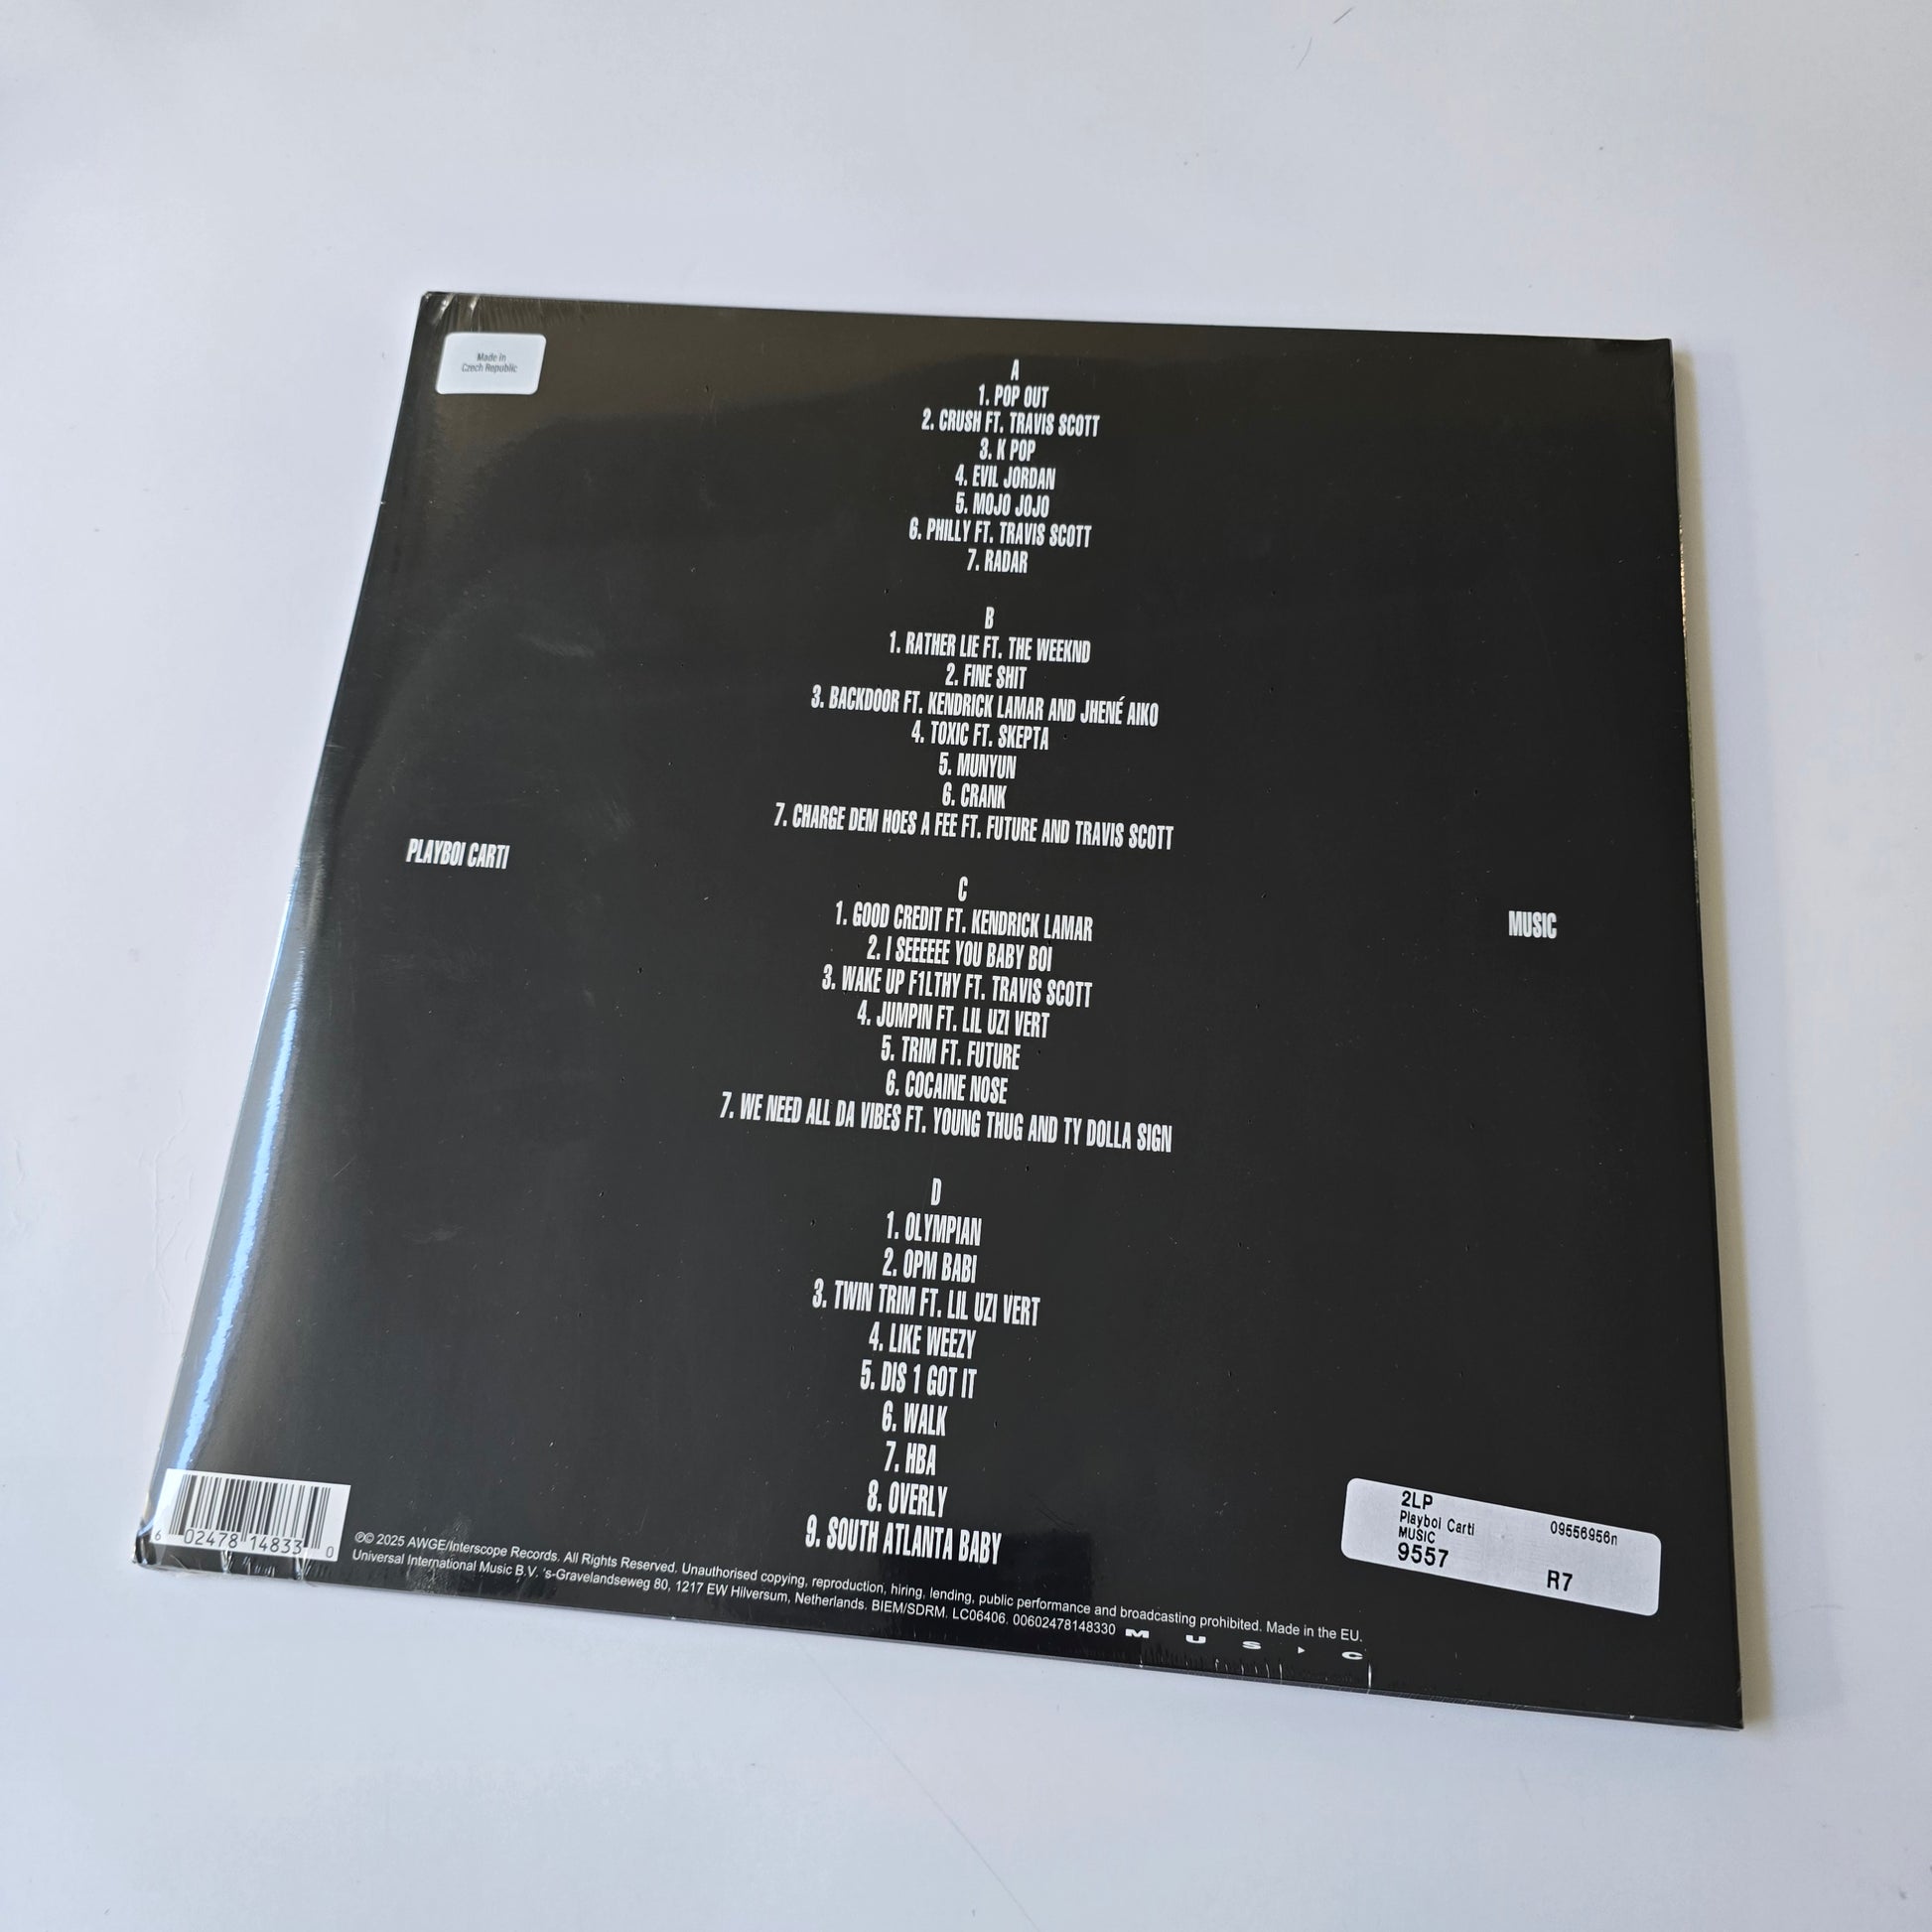 Made in
Czech Republic
A
1. POP OUT
2. CRUSH FT. TRAVIS SCOTT
3. K POP
4. EVIL JORDAN
5. MOJO JOJO
6. PHILLY FT. TRAVIS SCOTT
7. RADAR
B
1. RATHER LIE FT. THE WEEKND
2. FINE SHIT
3. BACKDOOR FT. KENDRICK LAMAR AND JHENÉ AIKO
4. TOXIC FT. SKEPTA
5. MUNYUN
6. CRANK
7. CHARGE DEM HOES A FEE FT. FUTURE AND TRAVIS SCOTT
PLAYBOI CARTI
MUSIC
C
1. GOOD CREDIT FT. KENDRICK LAMAR
2. I SEEEEEE YOU BABY BOI
3. WAKE UP F1LTHY FT. TRAVIS SCOTT
4. JUMPIN FT. LIL UZI VERT
5. TRIM FT. FUTURE
6. COCAINE NOSE
7. WE NEED ALL DA VIBES FT. YOUNG THUG AND TY DOLLA SIGN
D
1. OLYMPIAN
2. OPM BABI
3. TWIN TRIM FT. LIL UZI VERT
4. LIKE WEEZY
5. DIS 1 GOT IT
6. WALK
7. HBA
8. OVERLY
9. SOUTH ATLANTA BABY
6 02478 14833 0
℗© 2025 AWGE/Interscope Records. All Rights Reserved. Unauthorised copying, reproduction, hiring, lending, public performance and broadcasting prohibited. Made in the EU.
Universal International Music B.V. 's-Gravelandseweg 80, 1217 EW Hilversum, Netherlands. BIEM/SDRM. LC06406. 00602478148330
M U S ‣ C
2LP
Playboi Carti 09556956n
MUSIC
9557 R7